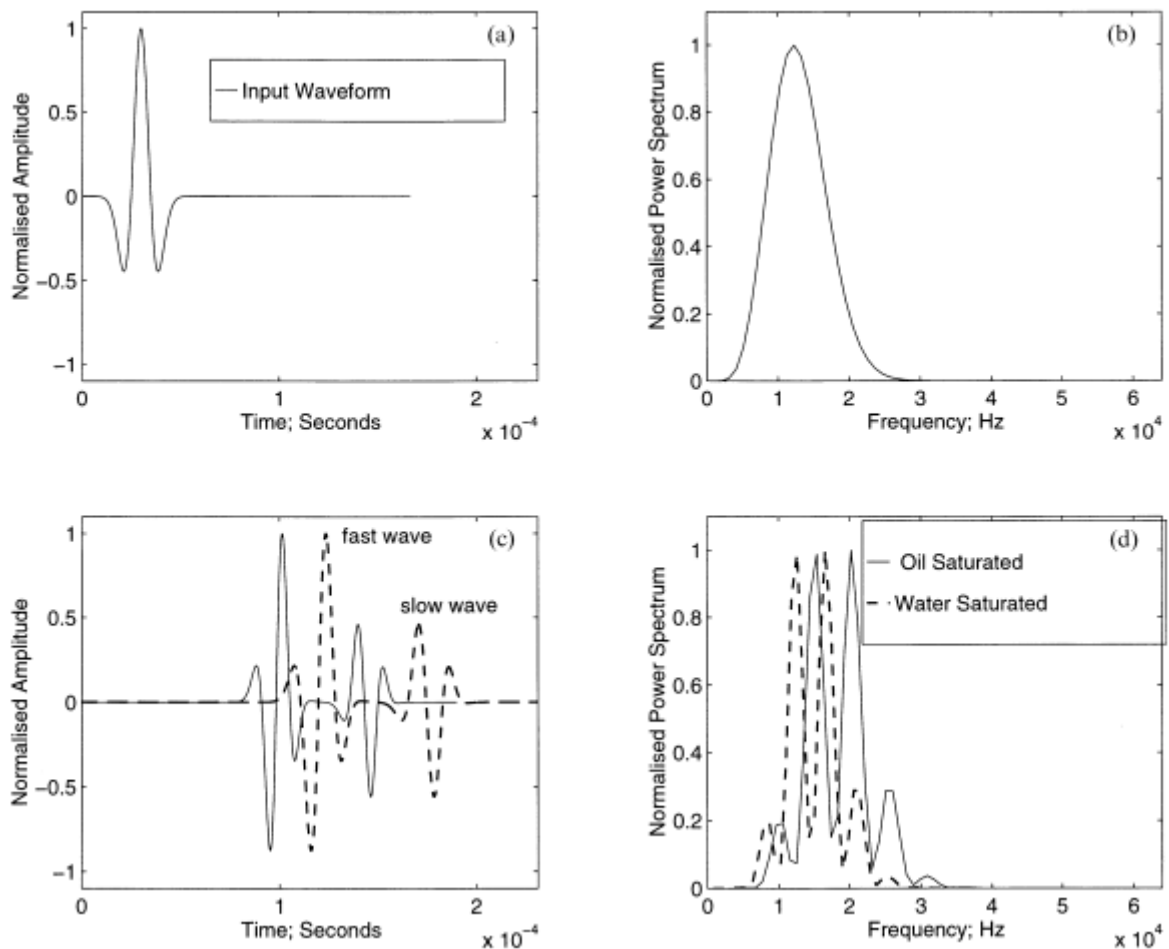 (a)
Input Waveform
Normalised Amplitude
1
0.5
0
−0.5
−1
0
1
2
Time; Seconds
x 10⁻⁴
(b)
Normalised Power Spectrum
1
0.8
0.6
0.4
0.2
0
0
1
2
3
4
5
6
Frequency; Hz
x 10⁴
(c)
fast wave
slow wave
Normalised Amplitude
1
0.5
0
−0.5
−1
0
1
2
Time; Seconds
x 10⁻⁴
(d)
Oil Saturated
Water Saturated
Normalised Power Spectrum
1
0.8
0.6
0.4
0.2
0
0
1
2
3
4
5
6
Frequency; Hz
x 10⁴